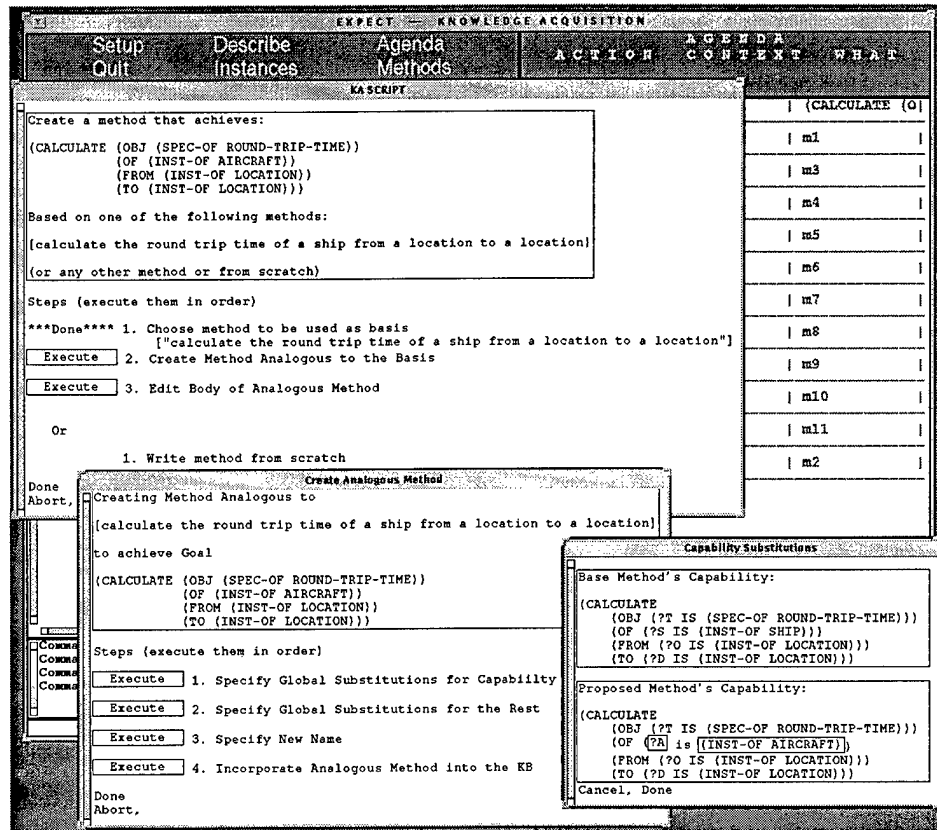 EXPECT — KNOWLEDGE ACQUISITION
Setup Describe Agenda
Quit Instances Methods
AGENDA
ACTION CONTEXT WHAT
KA SCRIPT
Create a method that achieves:
(CALCULATE (OBJ (SPEC-OF ROUND-TRIP-TIME))
(OF (INST-OF AIRCRAFT))
(FROM (INST-OF LOCATION))
(TO (INST-OF LOCATION)))
Based on one of the following methods:
[calculate the round trip time of a ship from a location to a location]
(or any other method or from scratch)
Steps (execute them in order)
***Done**** 1. Choose method to be used as basis
["calculate the round trip time of a ship from a location to a location"]
Execute 2. Create Method Analogous to the Basis
Execute 3. Edit Body of Analogous Method
Or
1. Write method from scratch
Done
Abort,
| (CALCULATE (O|
| m1 |
| m3 |
| m4 |
| m5 |
| m6 |
| m7 |
| m8 |
| m9 |
| m10 |
| m11 |
| m2 |
Comma
Comma
Comma
Comma
Create Analogous Method
Creating Method Analogous to
[calculate the round trip time of a ship from a location to a location]
to achieve Goal
(CALCULATE (OBJ (SPEC-OF ROUND-TRIP-TIME))
(OF (INST-OF AIRCRAFT))
(FROM (INST-OF LOCATION))
(TO (INST-OF LOCATION)))
Steps (execute them in order)
Execute 1. Specify Global Substitutions for Capabiilty
Execute 2. Specify Global Substitutions for the Rest
Execute 3. Specify New Name
Execute 4. Incorporate Analogous Method into the KB
Done
Abort,
Capability Substitutions
Base Method's Capability:
(CALCULATE
(OBJ (?T IS (SPEC-OF ROUND-TRIP-TIME)))
(OF (?S IS (INST-OF SHIP)))
(FROM (?O IS (INST-OF LOCATION)))
(TO (?D IS (INST-OF LOCATION)))
Proposed Method's Capability:
(CALCULATE
(OBJ (?T IS (SPEC-OF ROUND-TRIP-TIME)))
(OF (?A is (INST-OF AIRCRAFT))
(FROM (?O IS (INST-OF LOCATION)))
(TO (?D IS (INST-OF LOCATION)))
Cancel, Done